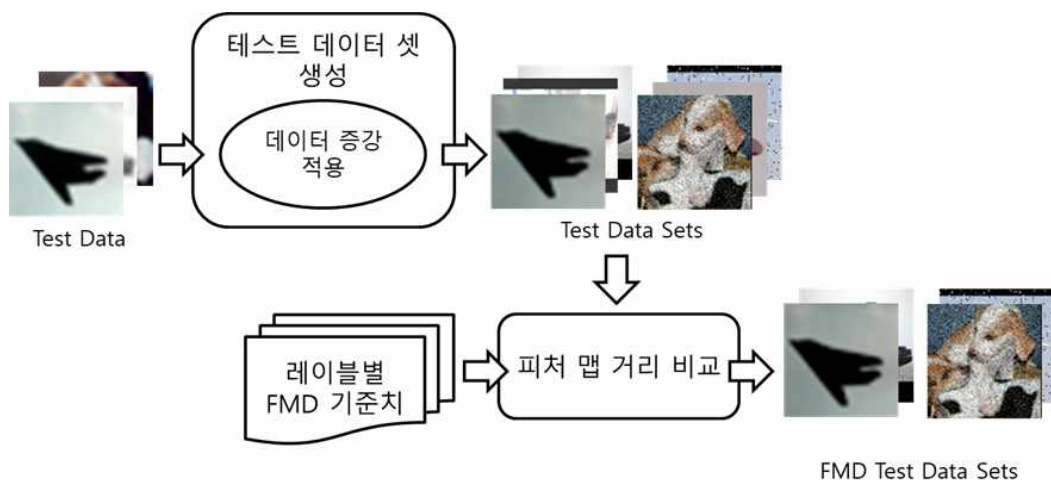 테스트 데이터 셋
생성
데이터 증강
적용
Test Data
Test Data Sets
레이블별
FMD 기준치
피처 맵 거리 비교
FMD Test Data Sets